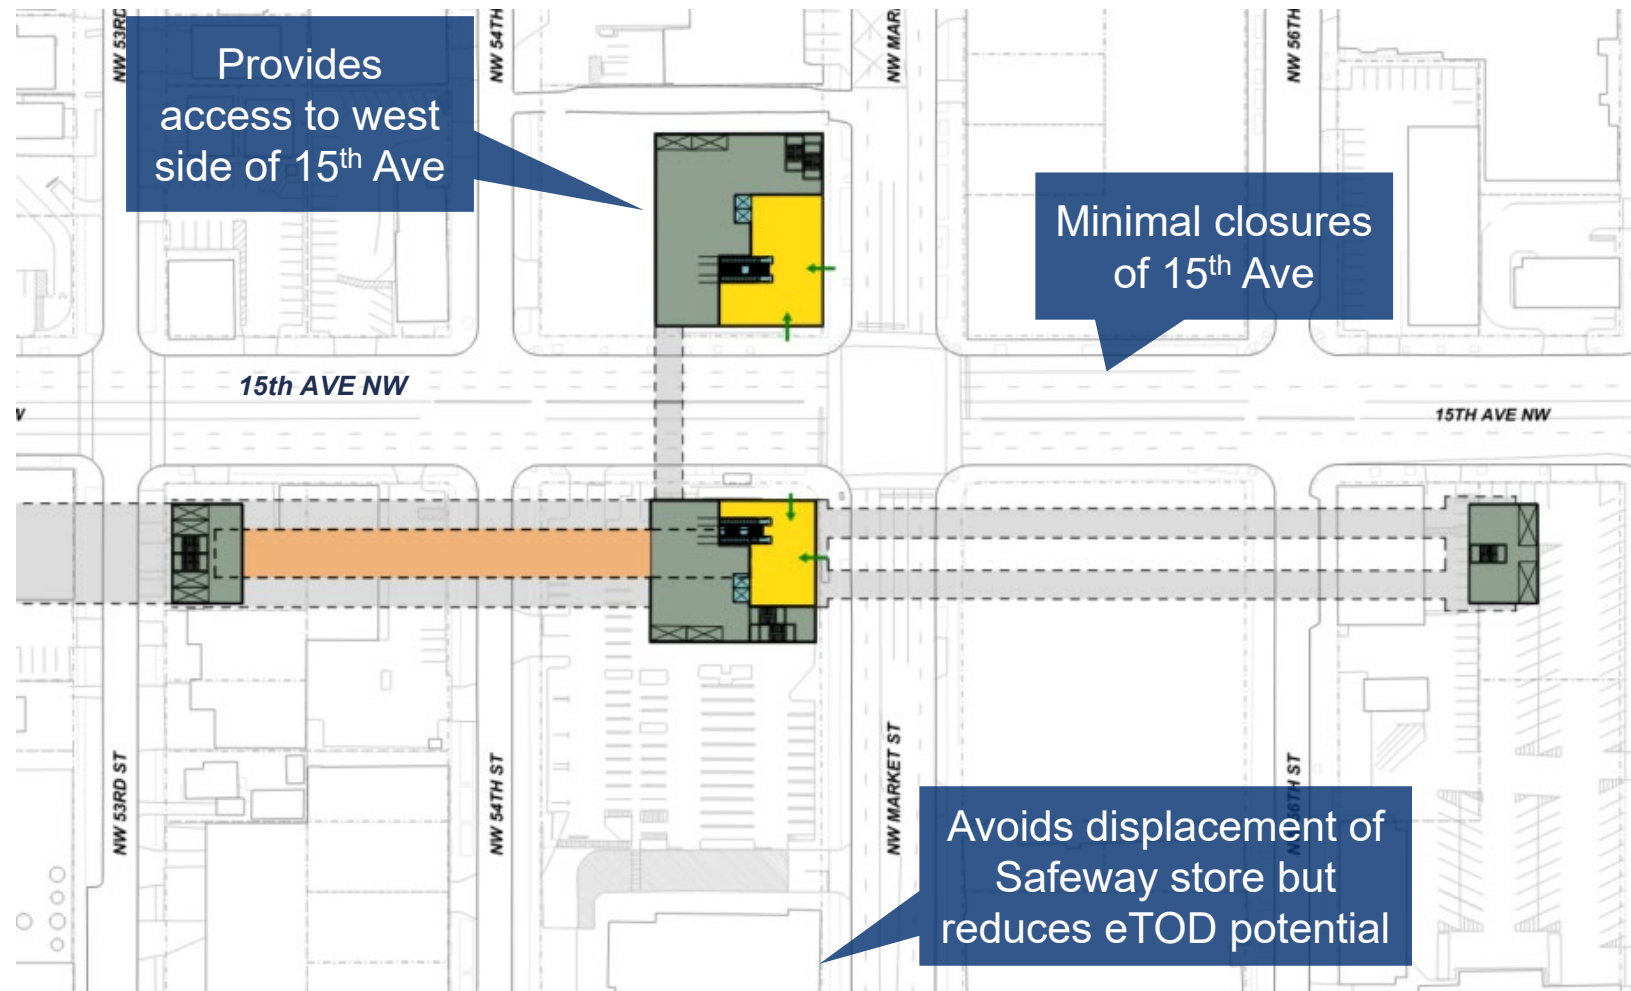 NW 53RD
NW 54TH
NW MAR
NW 56TH
Provides
access to west
side of 15th Ave
Minimal closures
of 15th Ave
15th AVE NW
W
15TH AVE NW
NW 53RD ST
NW 54TH ST
NW MARKET ST
NW 56TH ST
Avoids displacement of
Safeway store but
reduces eTOD potential